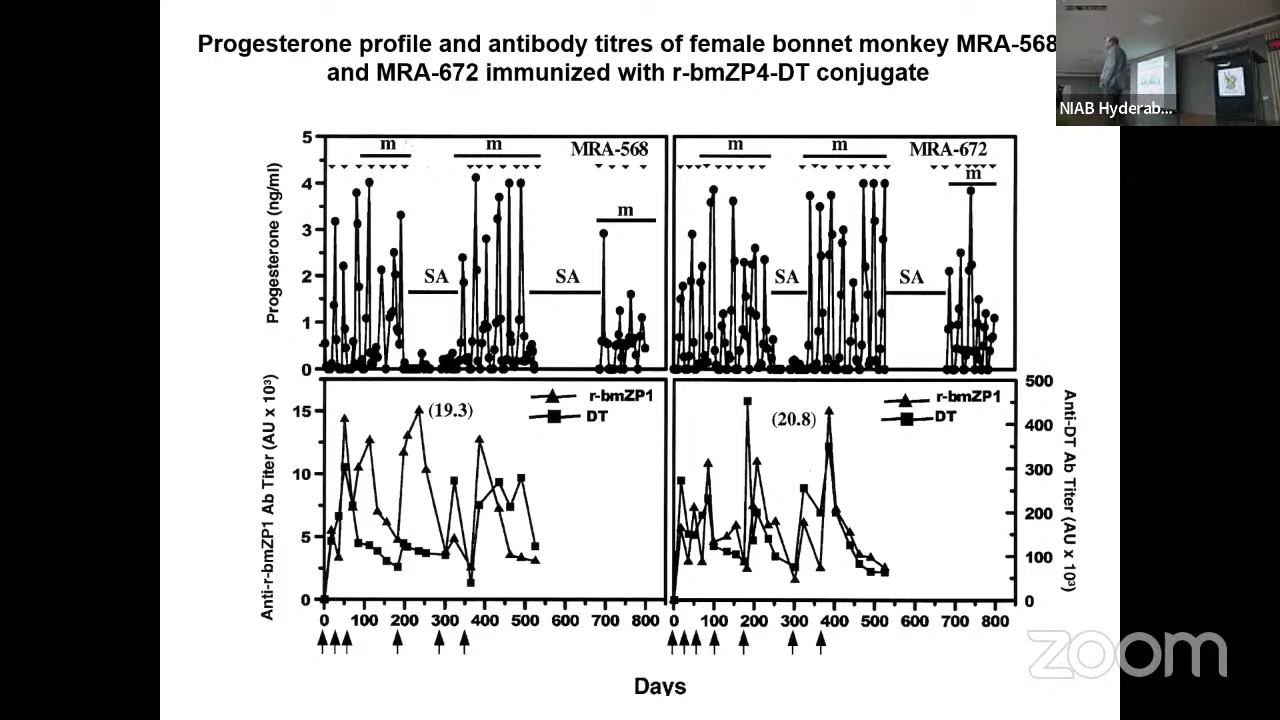 Progesterone profile and antibody titres of female bonnet monkey MRA-568
and MRA-672 immunized with r-bmZP4-DT conjugate
NIAB Hyderab...
Progesterone (ng/ml)
5
4
3
2
1
0
m
m
MRA-568
m
SA
SA
m
m
MRA-672
m
SA
SA
Anti-r-bmZP1 Ab Titer (AU x 10³)
15
10
5
0
(19.3)
r-bmZP1
DT
(20.8)
r-bmZP1
DT
500
400
300
200
100
0
Anti-DT Ab Titer (AU x 10³)
0 100 200 300 400 500 600 700 800
0 100 200 300 400 500 600 700 800
Days
zoom